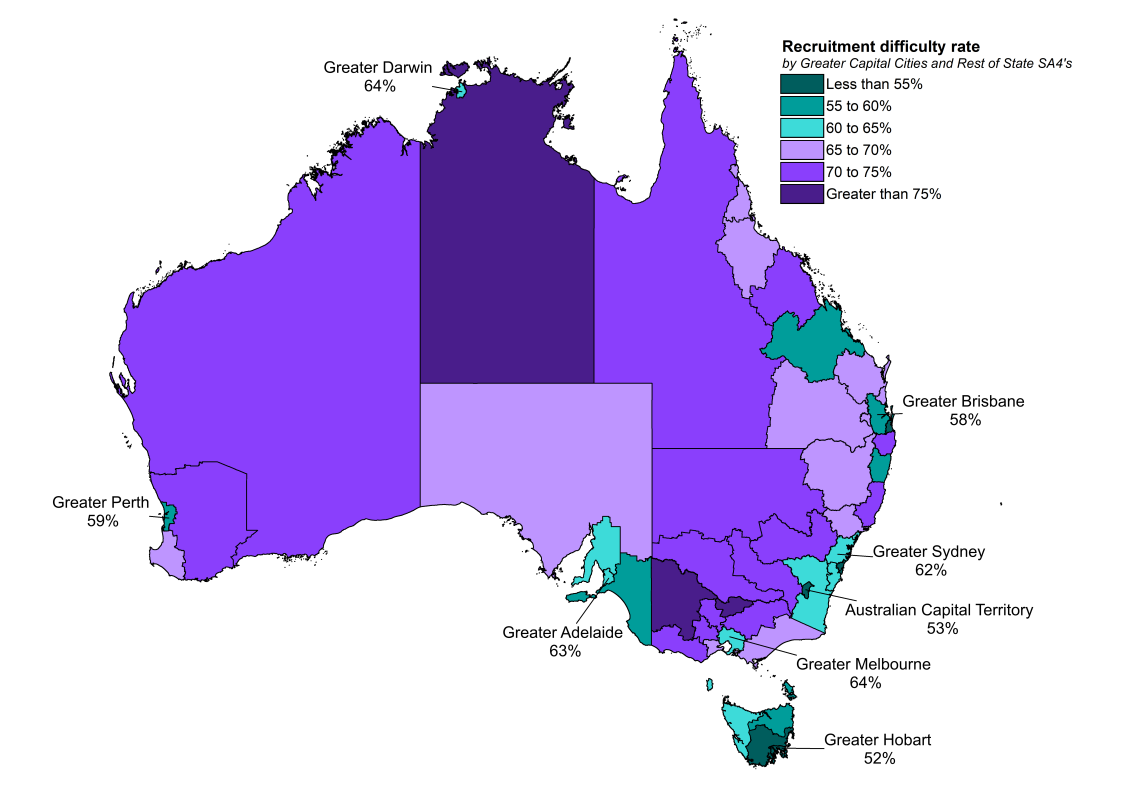 Recruitment difficulty rate
by Greater Capital Cities and Rest of State SA4's
Less than 55%
55 to 60%
60 to 65%
65 to 70%
70 to 75%
Greater than 75%
Greater Darwin
64%
Greater Brisbane
58%
Greater Perth
59%
Greater Sydney
62%
Australian Capital Territory
53%
Greater Adelaide
63%
Greater Melbourne
64%
Greater Hobart
52%